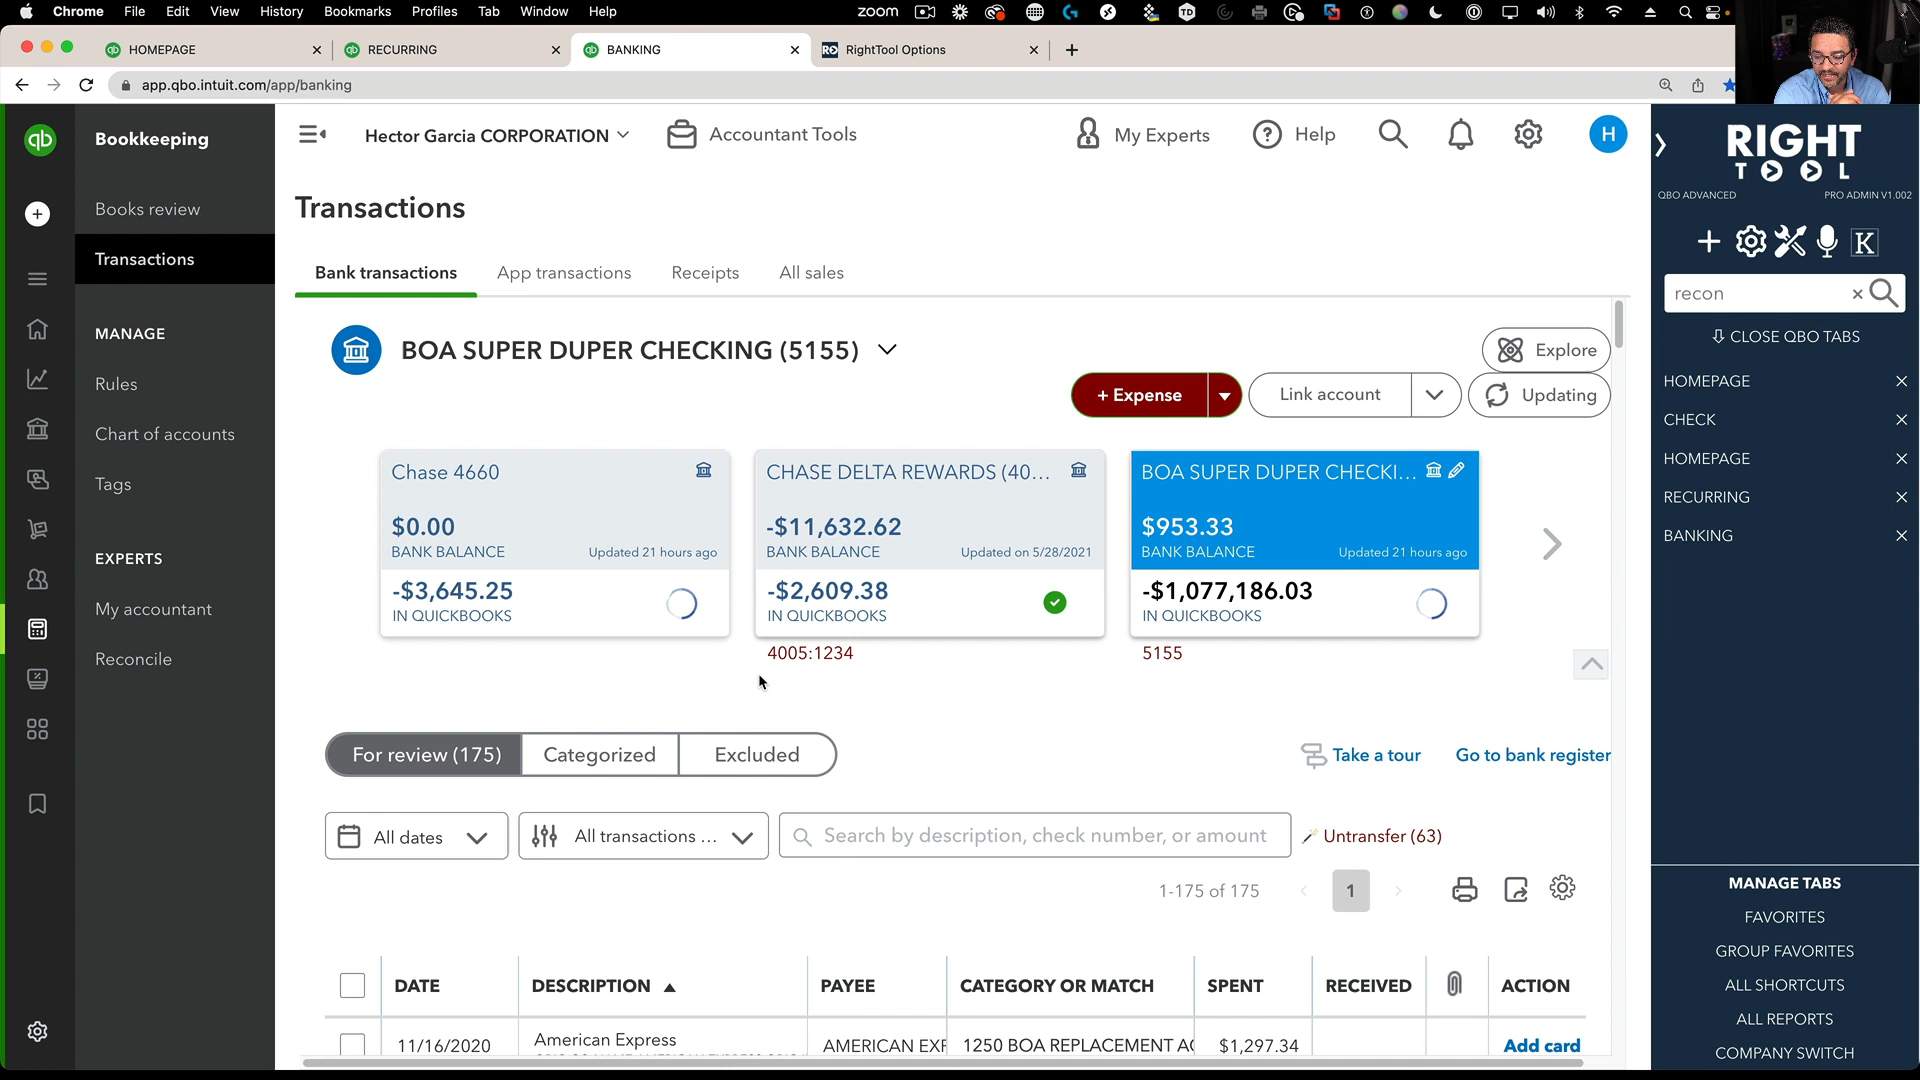 Chrome File Edit View History Bookmarks Profiles Tab Window Help zoom TD
HOMEPAGE RECURRING BANKING RightTool Options
app.qbo.intuit.com/app/banking
qb Bookkeeping
Books review
Transactions
MANAGE
Rules
Chart of accounts
Tags
EXPERTS
My accountant
Reconcile
Hector Garcia CORPORATION Accountant Tools My Experts Help H
Transactions
Bank transactions App transactions Receipts All sales
BOA SUPER DUPER CHECKING (5155) Explore
+ Expense Link account Updating
Chase 4660
$0.00
BANK BALANCE Updated 21 hours ago
-$3,645.25
IN QUICKBOOKS
CHASE DELTA REWARDS (40...
-$11,632.62
BANK BALANCE Updated on 5/28/2021
-$2,609.38
IN QUICKBOOKS
4005:1234
BOA SUPER DUPER CHECKI...
$953.33
BANK BALANCE Updated 21 hours ago
-$1,077,186.03
IN QUICKBOOKS
5155
For review (175) Categorized Excluded Take a tour Go to bank register
All dates All transactions ... Search by description, check number, or amount Untransfer (63)
1-175 of 175 1
DATE DESCRIPTION PAYEE CATEGORY OR MATCH SPENT RECEIVED ACTION
11/16/2020 American Express AMERICAN EXP 1250 BOA REPLACEMENT AC $1,297.34 Add card
RIGHT
TOOL
QBO ADVANCED PRO ADMIN V1.002
K
recon
CLOSE QBO TABS
HOMEPAGE
CHECK
HOMEPAGE
RECURRING
BANKING
MANAGE TABS
FAVORITES
GROUP FAVORITES
ALL SHORTCUTS
ALL REPORTS
COMPANY SWITCH